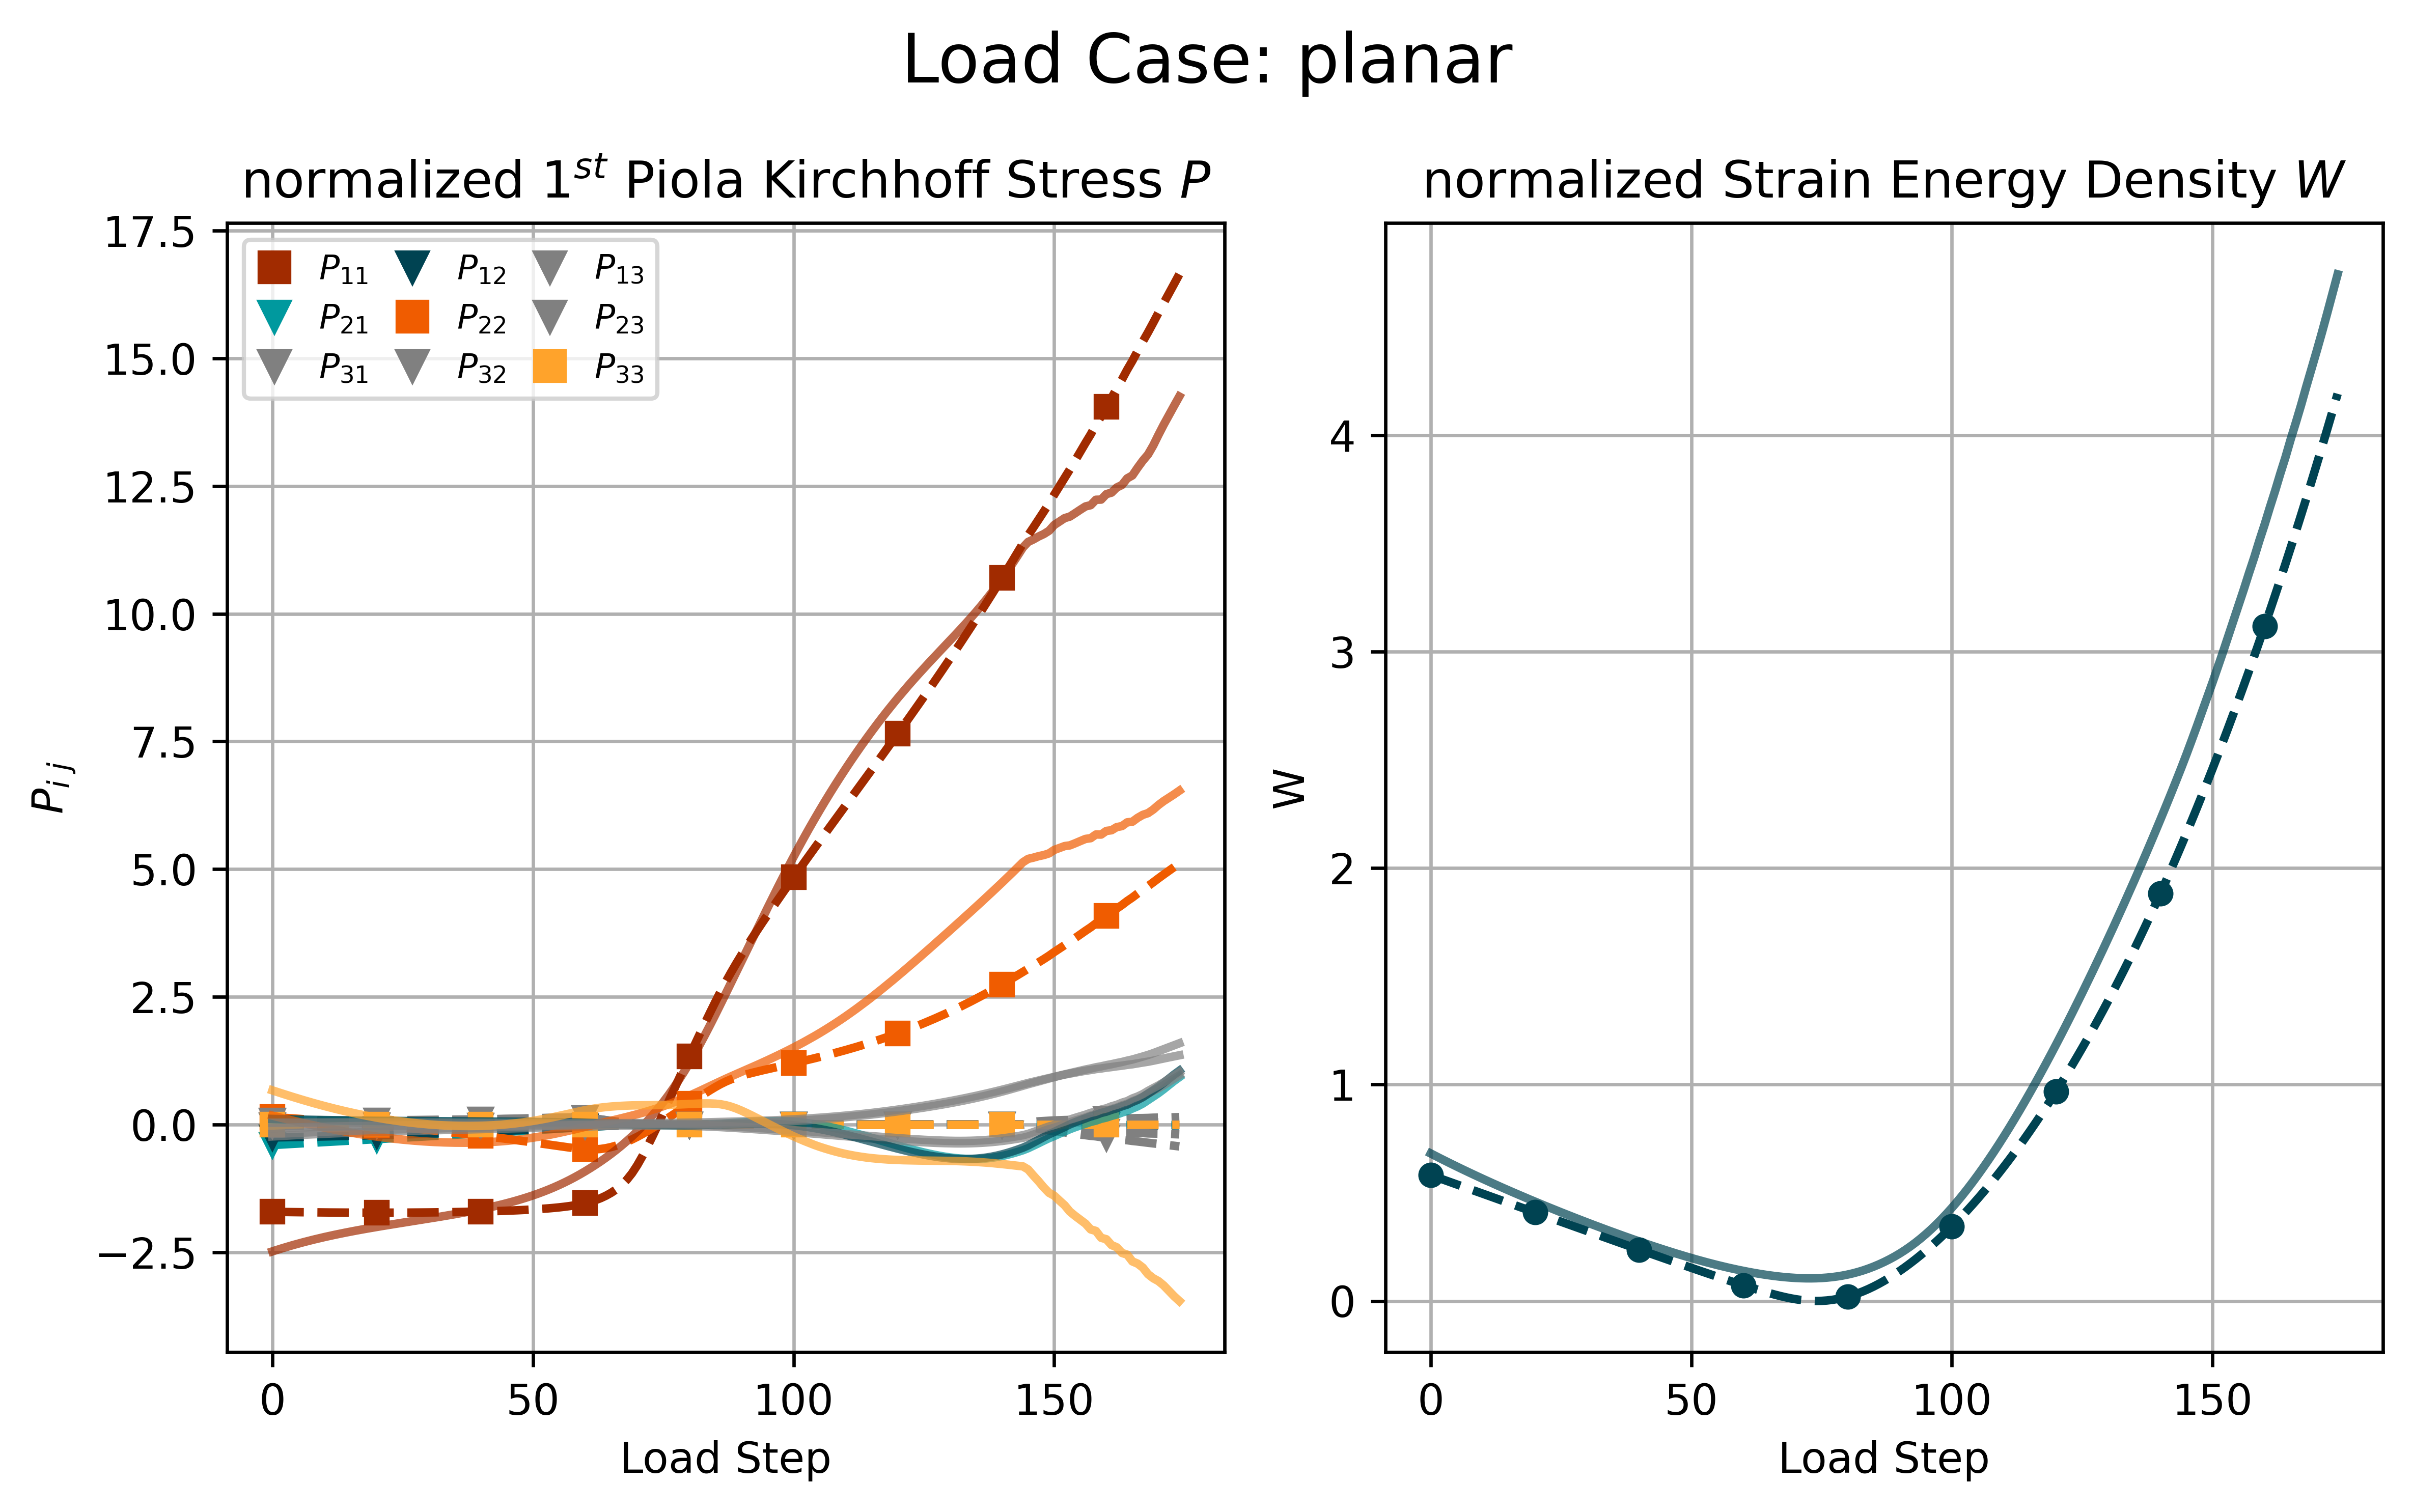 Load Case: planar
normalized 1st Piola Kirchhoff Stress P
17.5
15.0
12.5
10.0
7.5
5.0
2.5
0.0
−2.5
P11 P12 P13
P21 P22 P23
P31 P32 P33
Pi j
0 50 100 150
Load Step
normalized Strain Energy Density W
4
3
2
1
0
W
0 50 100 150
Load Step